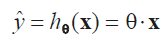 ŷ = h_θ(x) = θ · x